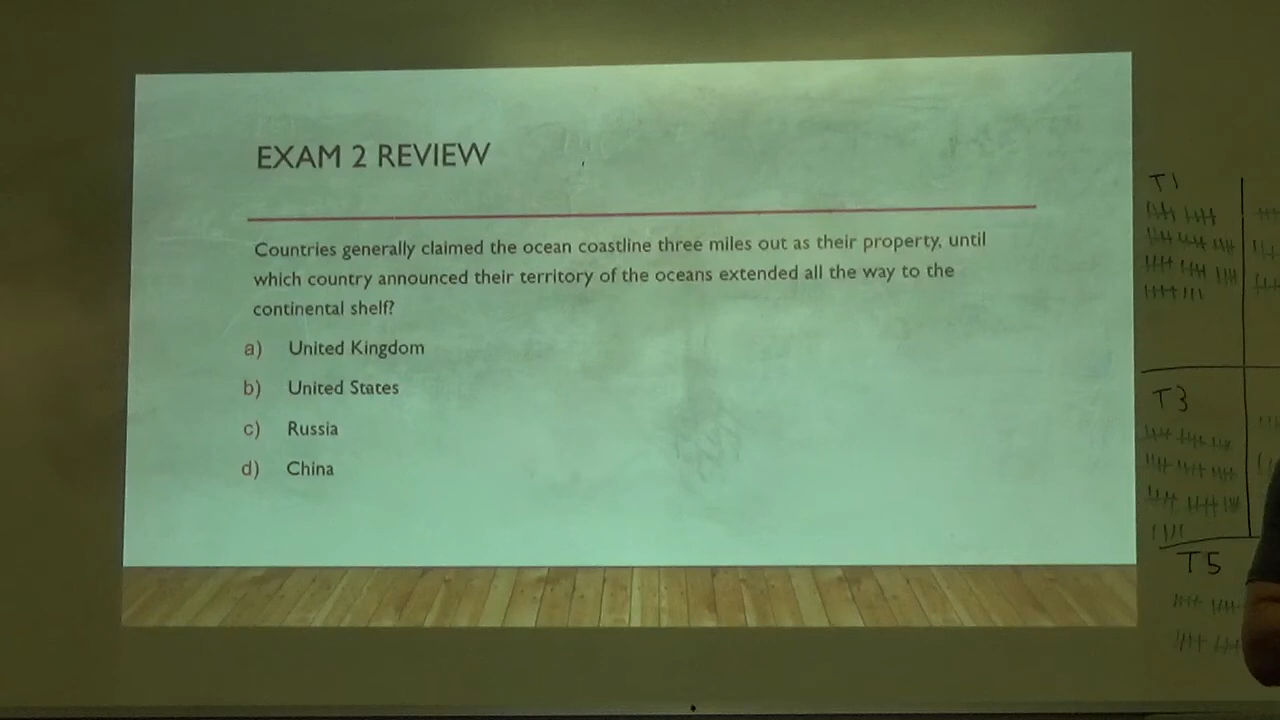 EXAM 2 REVIEW
Countries generally claimed the ocean coastline three miles out as their property, until
which country announced their territory of the oceans extended all the way to the
continental shelf?
a) United Kingdom
b) United States
c) Russia
d) China
T1
T3
T5